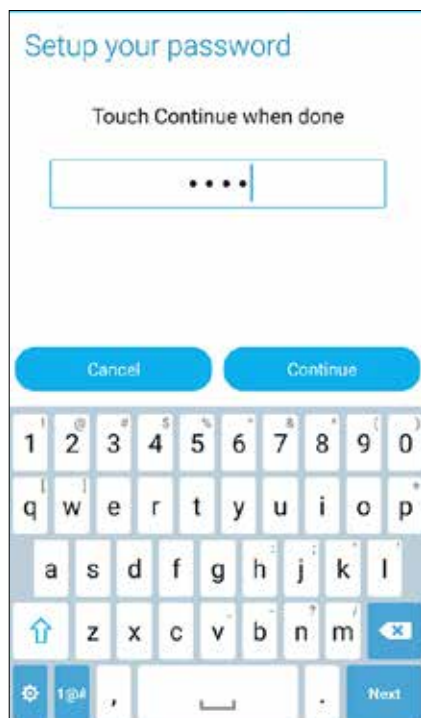 Setup your password
Touch Continue when done
••••
Cancel Continue
1 2 3 4 5 6 7 8 9 0
q w e r t y u i o p
a s d f g h j k l
z x c v b n m
1@# , . Next